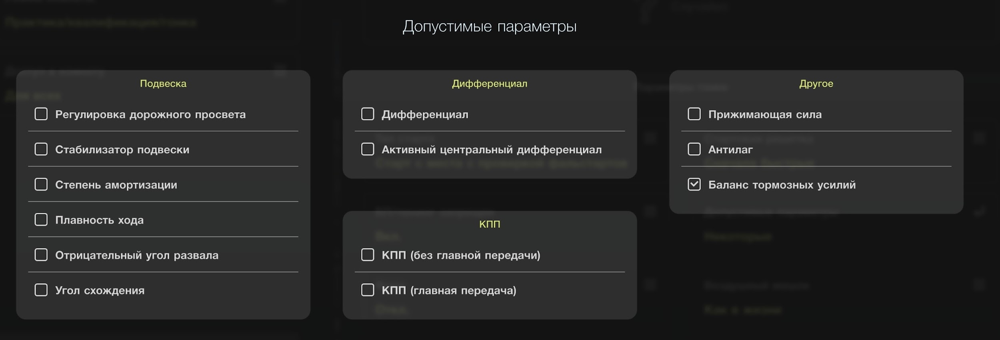 Допустимые параметры
Подвеска
Регулировка дорожного просвета
Стабилизатор подвески
Степень амортизации
Плавность хода
Отрицательный угол развала
Угол схождения
Дифференциал
Дифференциал
Активный центральный дифференциал
КПП
КПП (без главной передачи)
КПП (главная передача)
Другое
Прижимающая сила
Антилаг
Баланс тормозных усилий